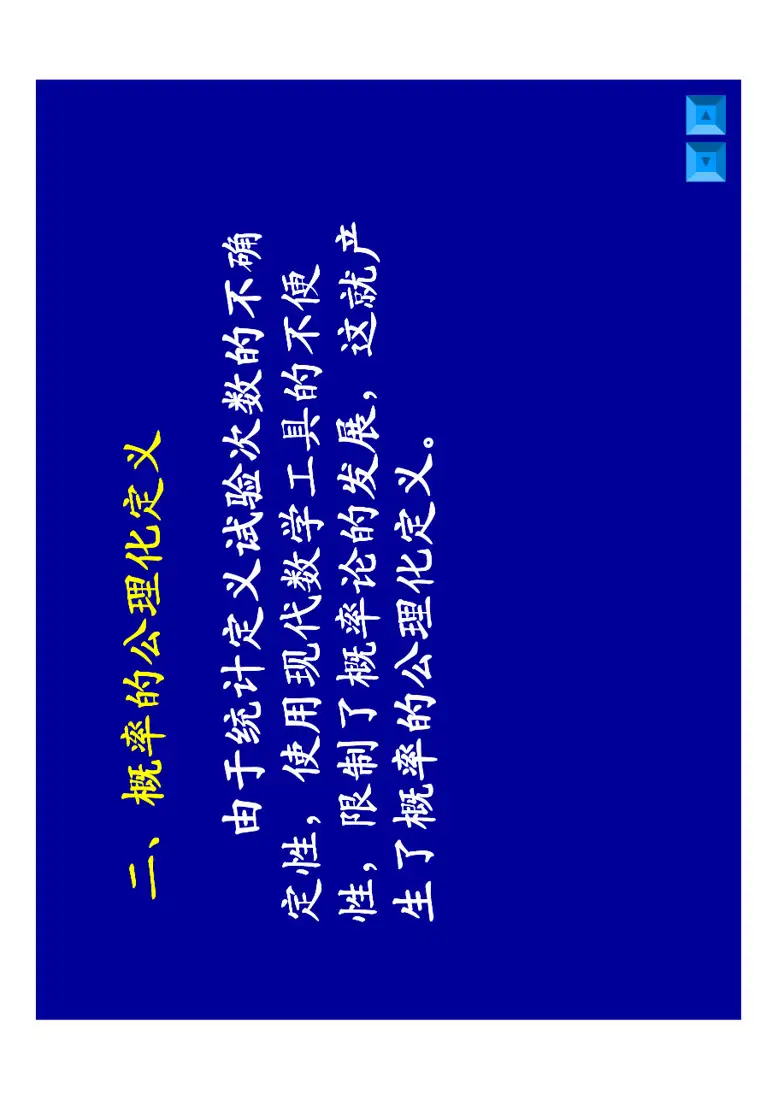 二、概率的公理化定义
由于统计定义试验次数的不确
定性，使用现代数学工具的不便
性，限制了概率论的发展，这就产
生了概率的公理化定义。